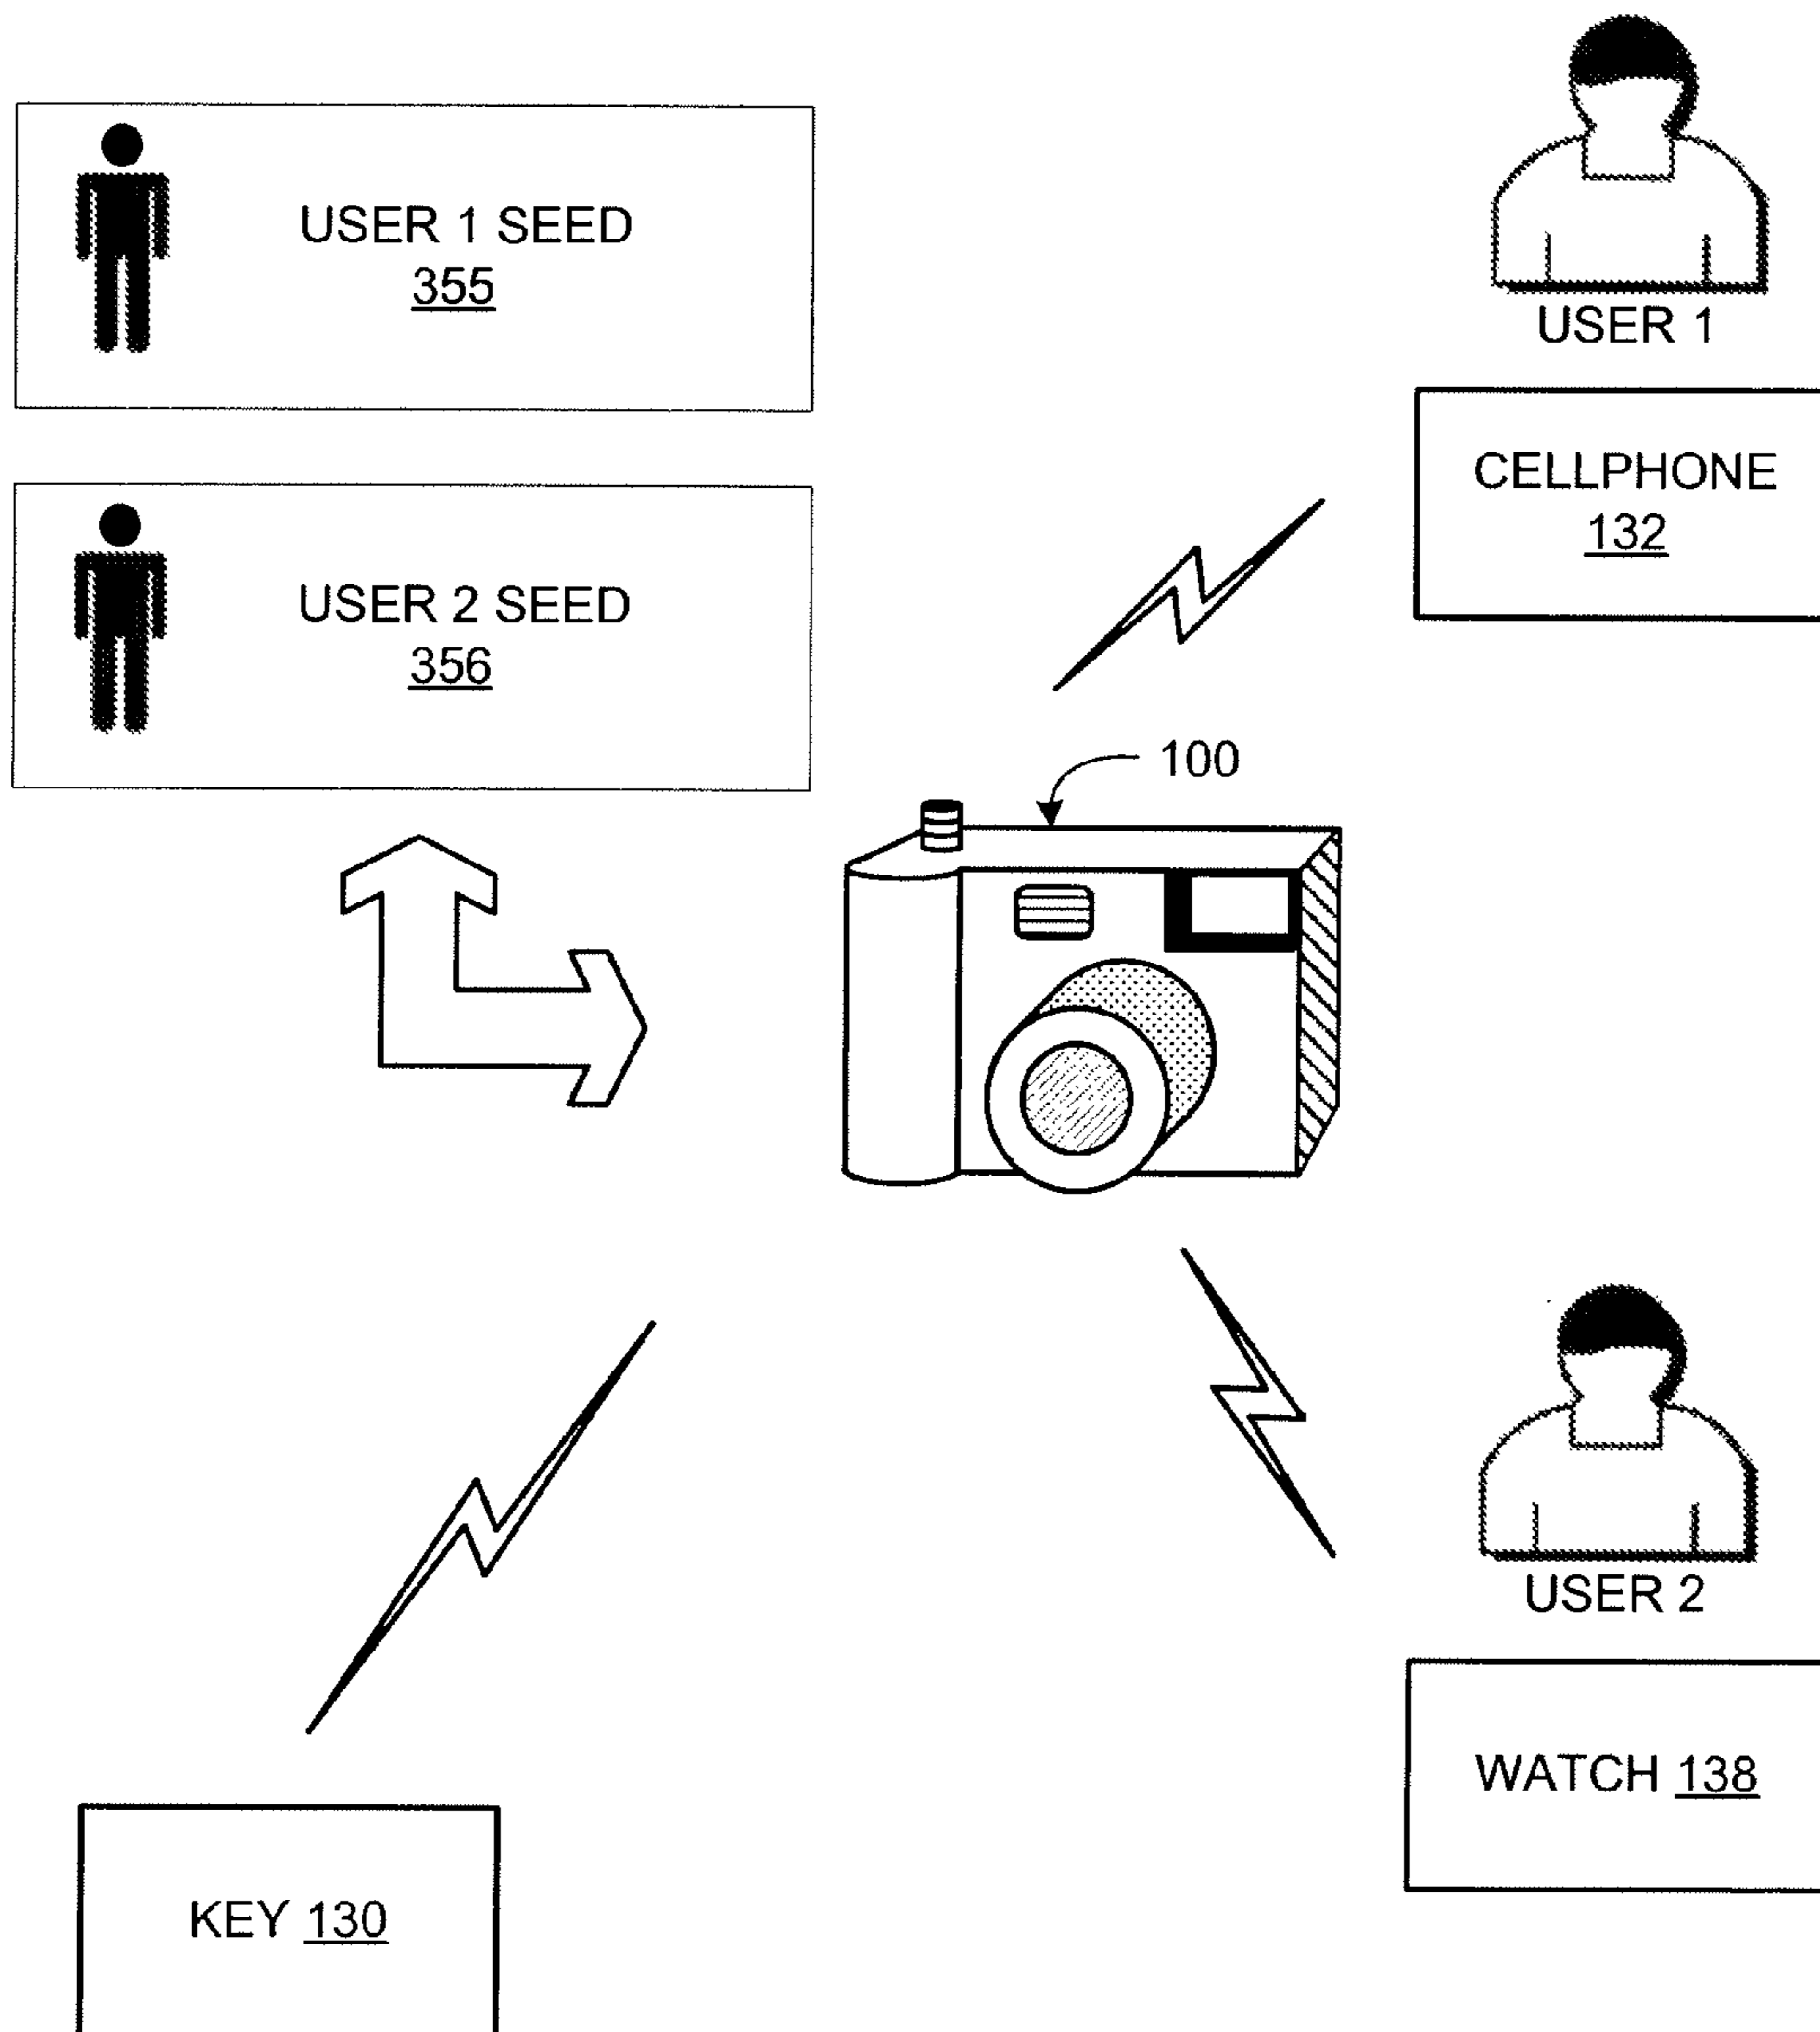 USER 1 SEED
355
USER 2 SEED
356
USER 1
CELLPHONE
132
100
USER 2
WATCH 138
KEY 130